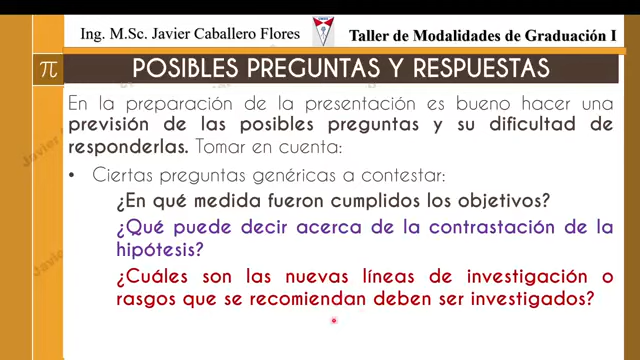 Ing. M.Sc. Javier Caballero Flores
Taller de Modalidades de Graduación I
π
POSIBLES PREGUNTAS Y RESPUESTAS
En la preparación de la presentación es bueno hacer una
previsión de las posibles preguntas y su dificultad de
responderlas. Tomar en cuenta:
• Ciertas preguntas genéricas a contestar:
¿En qué medida fueron cumplidos los objetivos?
¿Qué puede decir acerca de la contrastación de la
hipótesis?
¿Cuáles son las nuevas líneas de investigación o
rasgos que se recomiendan deben ser investigados?